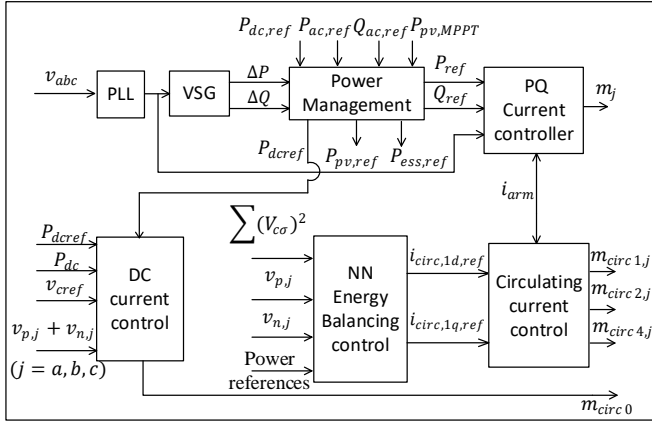 P_{dc,ref} P_{ac,ref} Q_{ac,ref} P_{pv,MPPT}
v_{abc}
PLL
VSG
ΔP
ΔQ
Power
Management
P_{ref}
Q_{ref}
PQ
Current
controller
m_j
P_{dcref}
P_{pv,ref}
P_{ess,ref}
i_{arm}
P_{dcref}
P_{dc}
v_{cref}
v_{p,j} + v_{n,j}
(j = a, b, c)
DC
current
control
∑(V_{cσ})^2
v_{p,j}
v_{n,j}
Power
references
NN
Energy
Balancing
control
i_{circ,1d,ref}
i_{circ,1q,ref}
Circulating
current
control
m_{circ 1,j}
m_{circ 2,j}
m_{circ 4,j}
m_{circ 0}